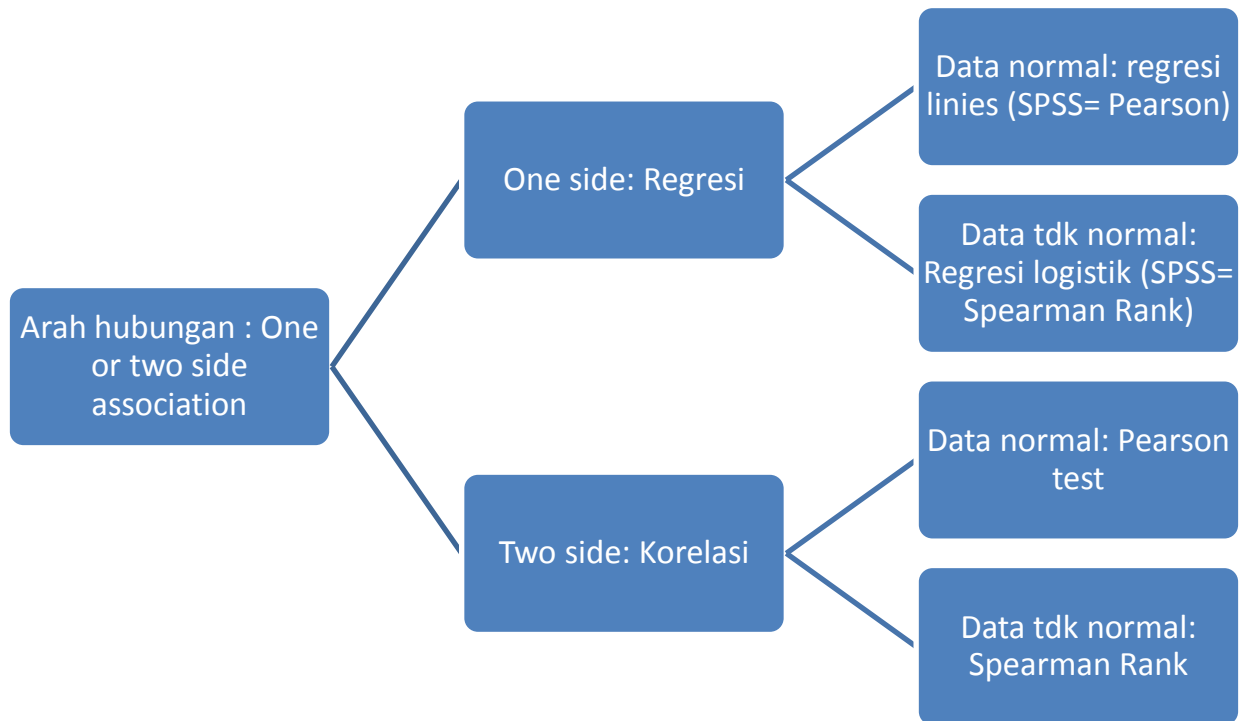 Arah hubungan : One
or two side
association
One side: Regresi
Data normal: regresi
linies (SPSS= Pearson)
Data tdk normal:
Regresi logistik (SPSS=
Spearman Rank)
Two side: Korelasi
Data normal: Pearson
test
Data tdk normal:
Spearman Rank